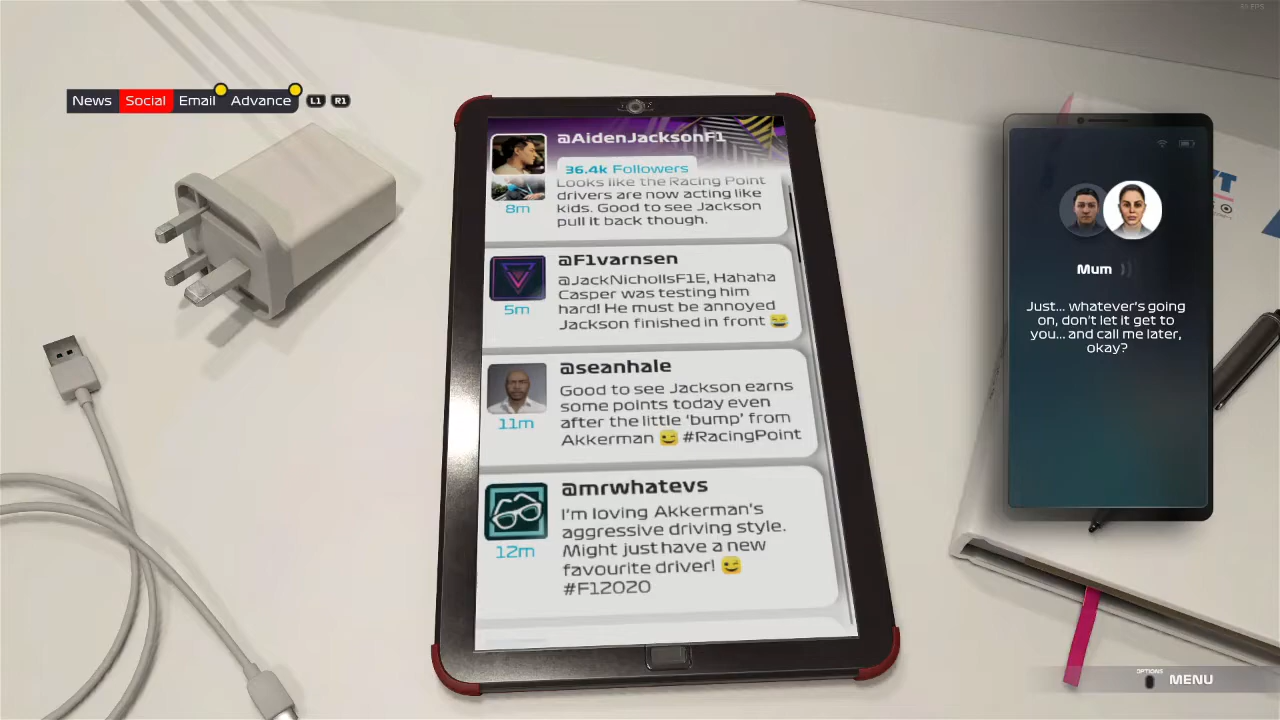 55 FPS
News
Social
Email
Advance
L1
R1
@AidenJacksonF1
36.4k Followers
8m
Looks like the Racing Point
drivers are now acting like
kids. Good to see Jackson
pull it back though.
@F1varnsen
5m
@JackNichollsF1E, Hahaha
Casper was testing him
hard! He must be annoyed
Jackson finished in front 😄
@seanhale
11m
Good to see Jackson earns
some points today even
after the little 'bump' from
Akkerman 😉 #RacingPoint
@mrwhatevs
12m
I'm loving Akkerman's
aggressive driving style.
Might just have a new
favourite driver! 😉
#F12020
Mum
Just... whatever's going
on, don't let it get to
you... and call me later,
okay?
OPTIONS
MENU